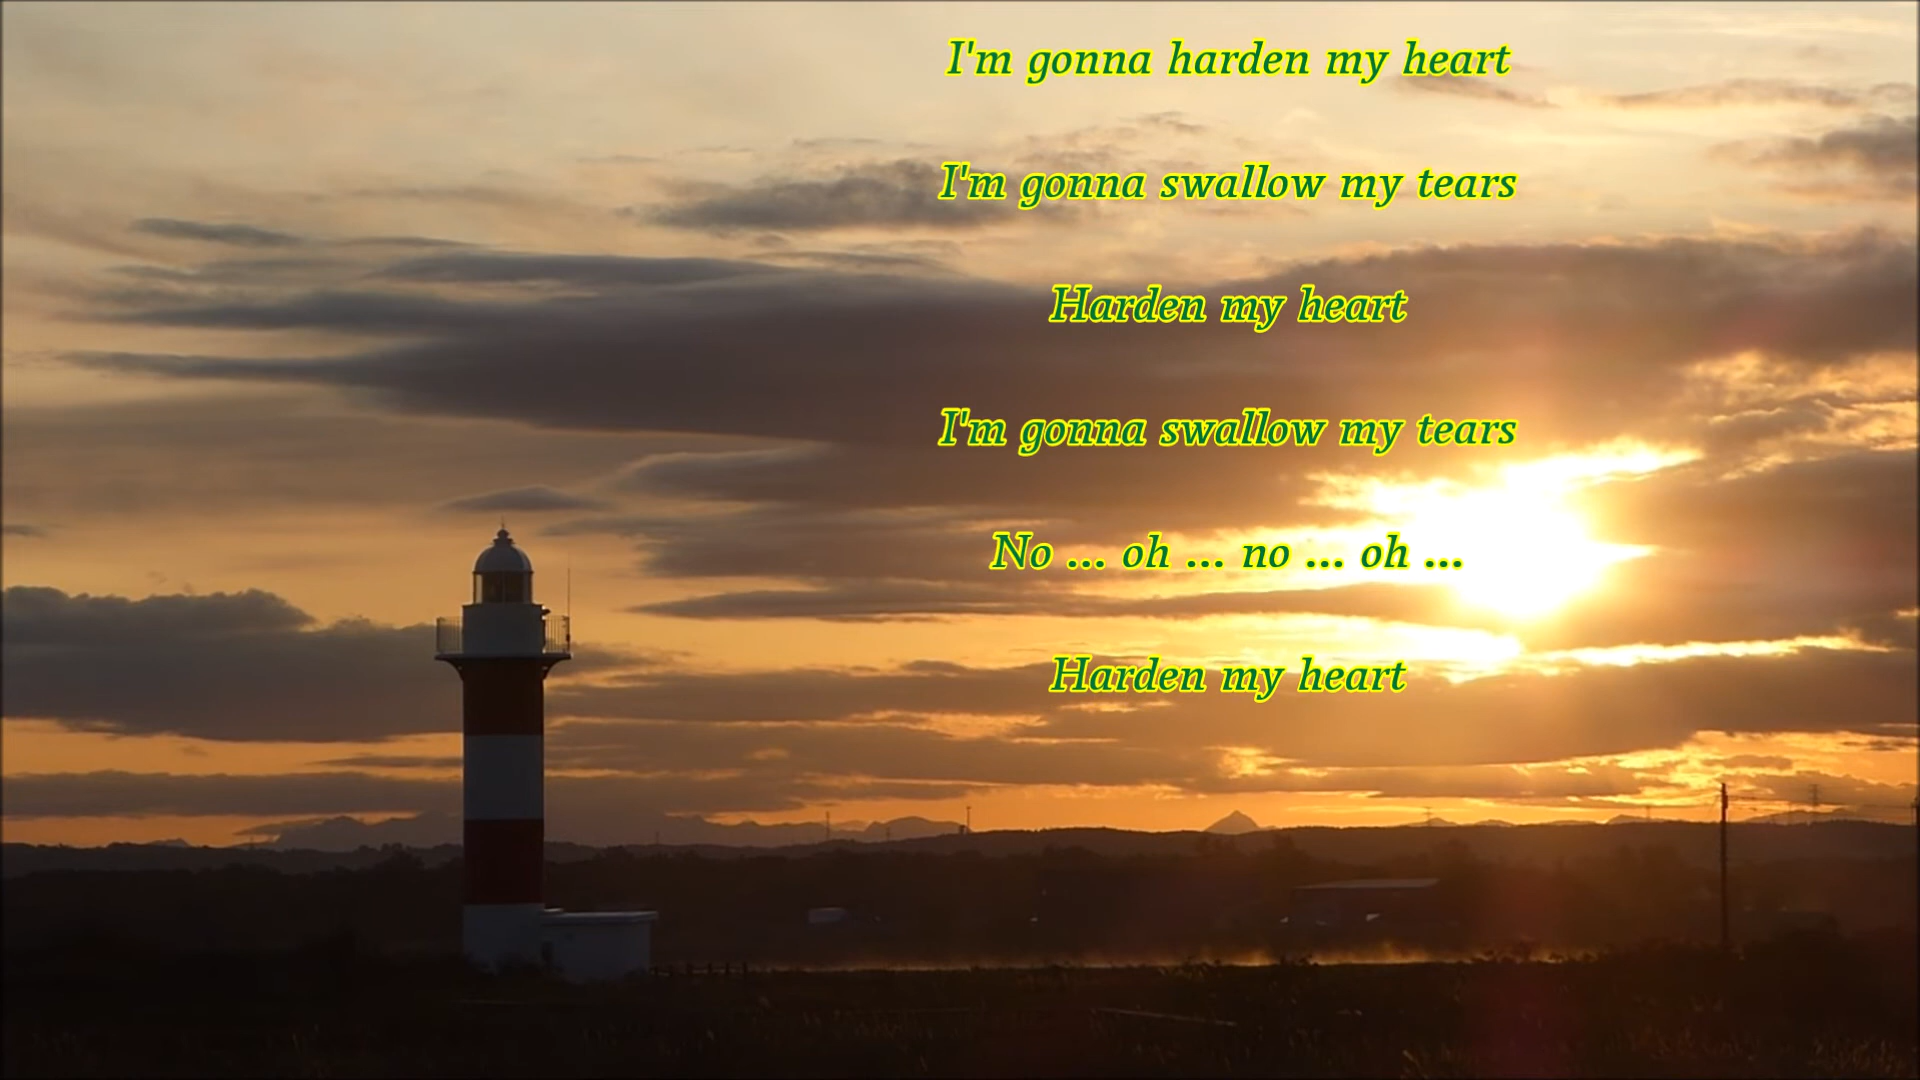 I'm gonna harden my heart
I'm gonna swallow my tears
Harden my heart
I'm gonna swallow my tears
No ... oh ... no ... oh ...
Harden my heart